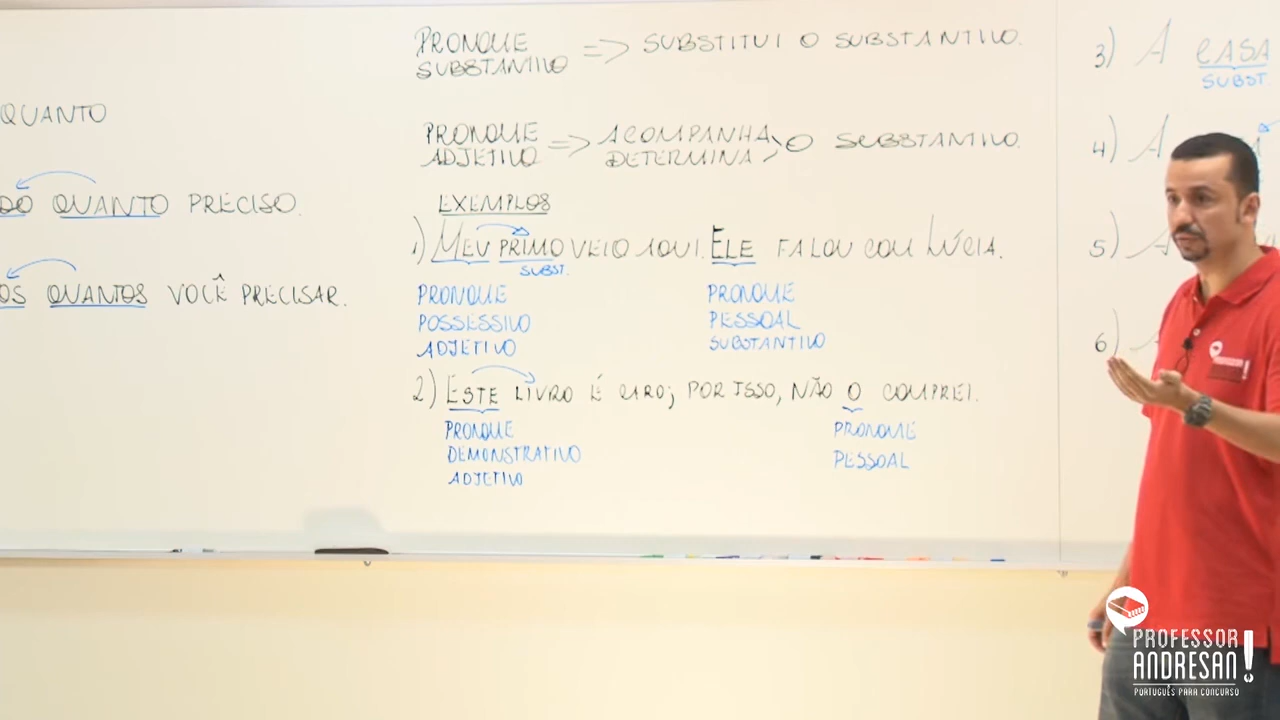 QUANTO
DO QUANTO PRECISO.
OS QUANTOS VOCÊ PRECISAR.
PRONOME
SUBSTANTIVO => SUBSTITUI O SUBSTANTIVO.
PRONOME
ADJETIVO => ACOMPANHA
DETERMINA > O SUBSTANTIVO.
EXEMPLOS
1) MEU PRIMO VEIO AQUI. ELE FALOU COM LÚCIA.
SUBST.
PRONOME
POSSESSIVO
ADJETIVO
PRONOME
PESSOAL
SUBSTANTIVO
2) ESTE LIVRO É CARO; POR ISSO, NÃO O COMPREI.
PRONOME
DEMONSTRATIVO
ADJETIVO
PRONOME
PESSOAL
3) A CASA
SUBST.
4) A
5) A
6)
PROFESSOR
ANDRESAN!
PORTUGUÊS PARA CONCURSO